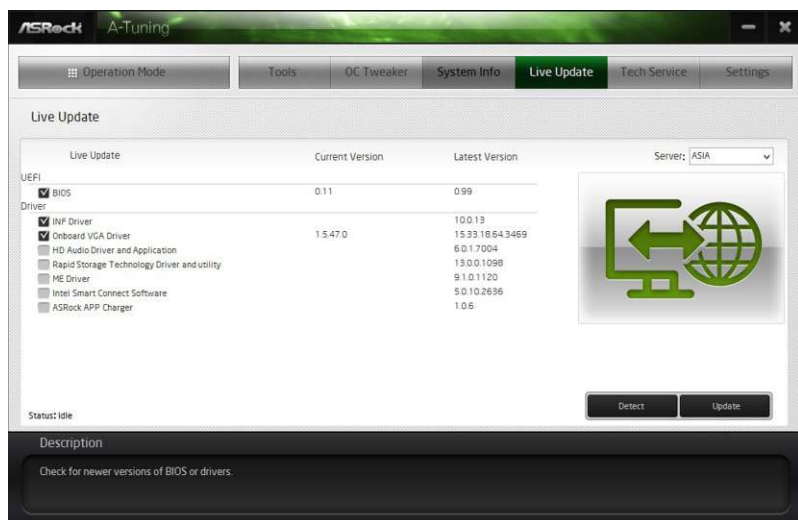 ASRock A-Tuning
Operation Mode Tools OC Tweaker System Info Live Update Tech Service Settings
Live Update
Live Update Current Version Latest Version Server: ASIA
UEFI
BIOS 0.11 0.99
Driver
INF Driver 10.0.13
Onboard VGA Driver 1.5.47.0 15.33.18.64.3469
HD Audio Driver and Application 6.0.1.7004
Rapid Storage Technology Driver and utility 13.0.0.1098
ME Driver 9.1.0.1120
Intel Smart Connect Software 5.0.10.2636
ASRock APP Charger 1.0.6
Detect Update
Status: Idle
Description
Check for newer versions of BIOS or drivers.